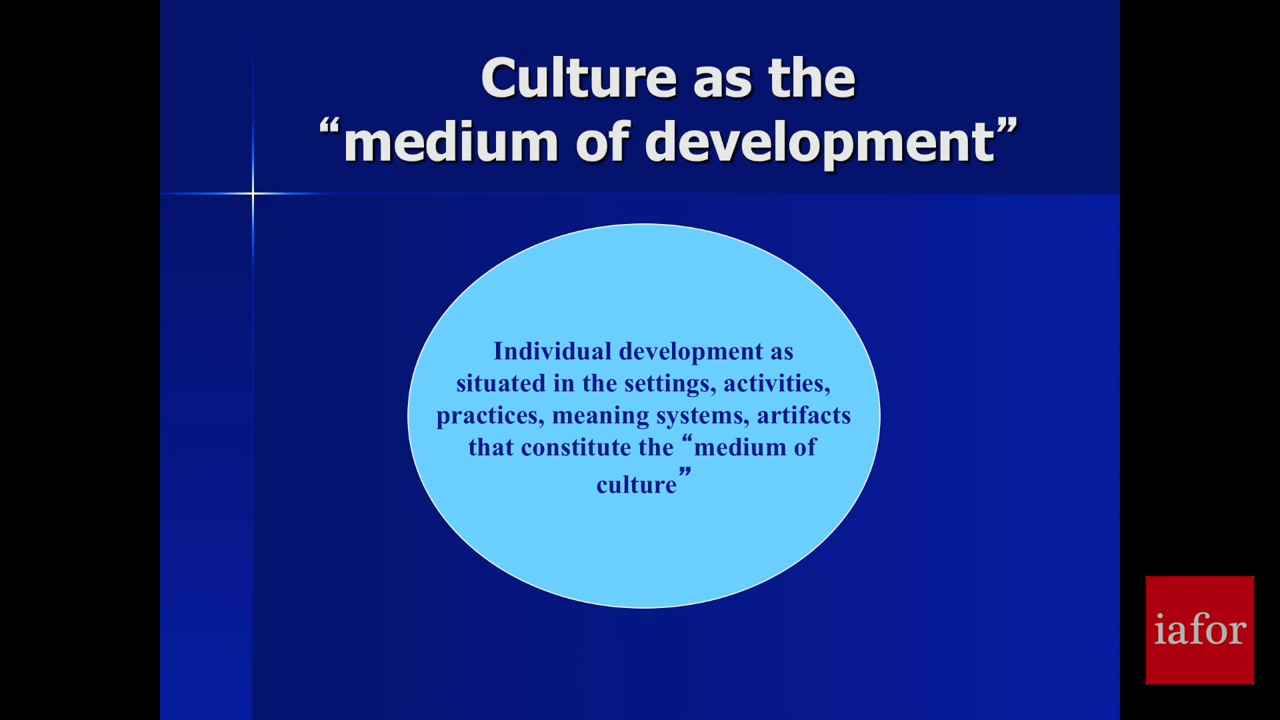 Culture as the
“medium of development”
Individual development as
situated in the settings, activities,
practices, meaning systems, artifacts
that constitute the “medium of
culture”
iafor